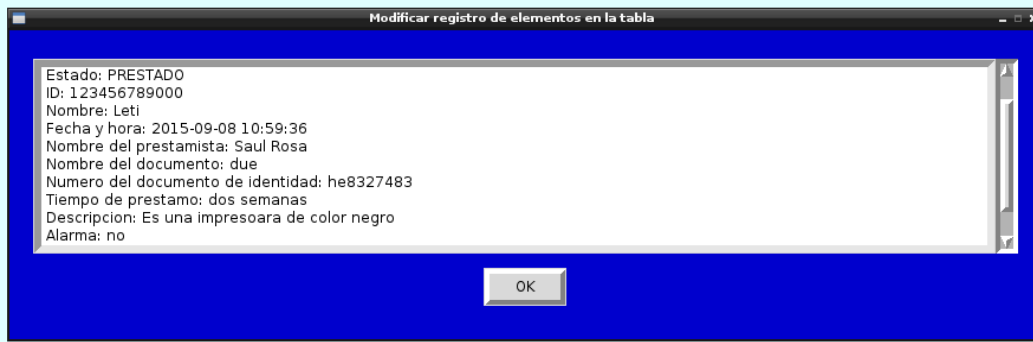 Modificar registro de elementos en la tabla
Estado: PRESTADO
ID: 123456789000
Nombre: Leti
Fecha y hora: 2015-09-08 10:59:36
Nombre del prestamista: Saul Rosa
Nombre del documento: due
Numero del documento de identidad: he8327483
Tiempo de prestamo: dos semanas
Descripcion: Es una impresoara de color negro
Alarma: no
OK